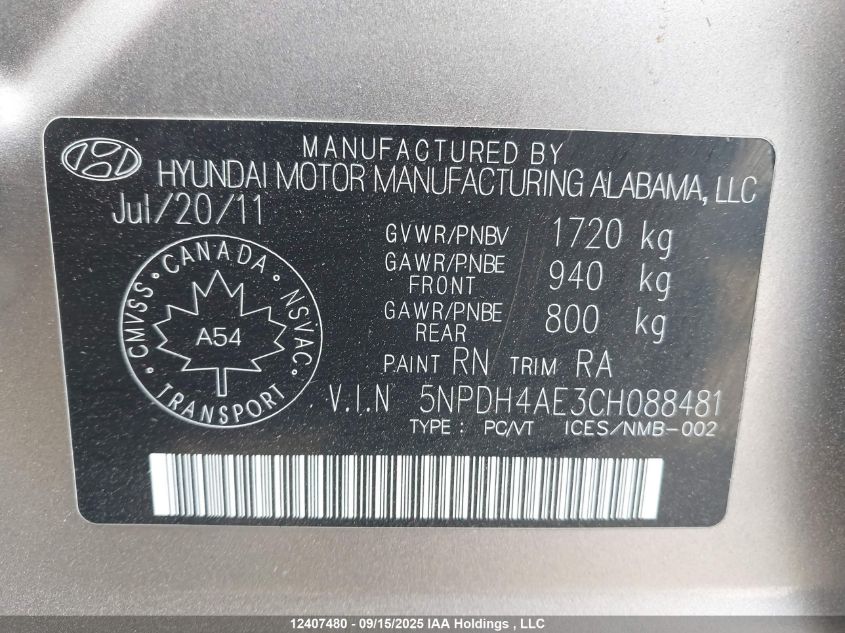 MANUFACTURED BY
HYUNDAI MOTOR MANUFACTURING ALABAMA, LLC
Jul/20/11
GVWR/PNBV 1720 kg
GAWR/PNBE FRONT 940 kg
GAWR/PNBE REAR 800 kg
CANADA
CMVSS NSVAC
A54
TRANSPORT
PAINT RN TRIM RA
V.I.N 5NPDH4AE3CH088481
TYPE : PC/VT ICES/NMB-002
12407480 - 09/15/2025 IAA Holdings , LLC